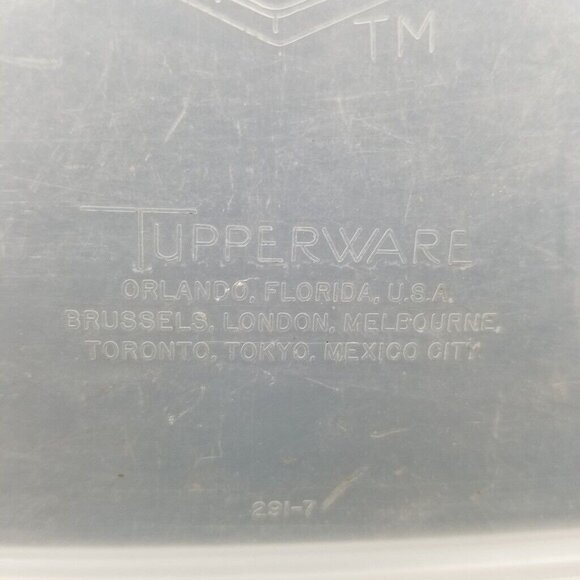 TM
TUPPERWARE
ORLANDO, FLORIDA, U.S.A.
BRUSSELS, LONDON, MELBOURNE,
TORONTO, TOKYO, MEXICO CITY
291-7